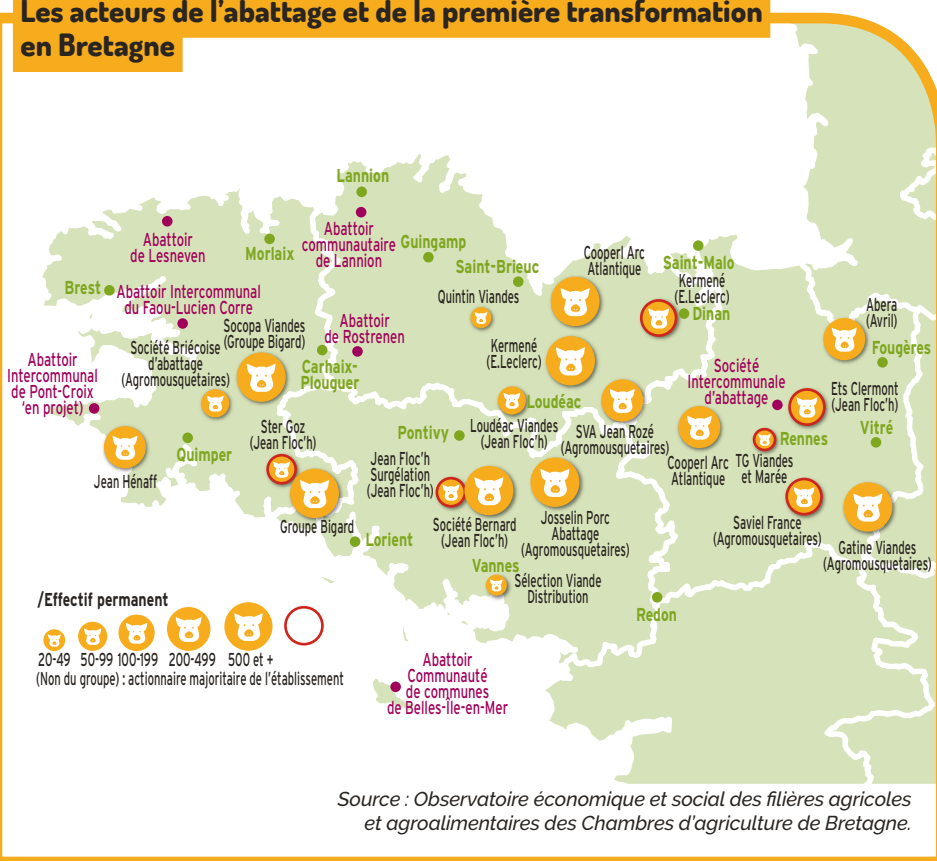 Les acteurs de l'abattage et de la première transformation
en Bretagne
Lannion
Abattoir
communautaire
de Lannion
Abattoir
de Lesneven
Morlaix
Guingamp
Saint-Brieuc
Cooperl Arc
Atlantique
Saint-Malo
Kermené
(E.Leclerc)
Dinan
Brest
Abattoir Intercommunal
du Faou-Lucien Corre
Quintin Viandes
Socopa Viandes
(Groupe Bigard)
Abattoir
de Rostrenen
Abera
(Avril)
Fougères
Société Briécoise
d'abattage
(Agromousquetaires)
Carhaix-
Plouguer
Kermené
(E.Leclerc)
Abattoir
Intercommunal
de Pont-Croix
'en projet)
Société
Intercommunale
d'abattage
Ets Clermont
(Jean Floc'h)
Loudéac
Loudéac Viandes
(Jean Floc'h)
SVA Jean Rozé
(Agromousquetaires)
Ster Goz
(Jean Floc'h)
Pontivy
Rennes
Vitré
Quimper
Jean Hénaff
Jean Floc'h
Surgélation
(Jean Floc'h)
Cooperl Arc
Atlantique
TG Viandes
et Marée
Groupe Bigard
Société Bernard
(Jean Floc'h)
Josselin Porc
Abattage
(Agromousquetaires)
Saviel France
(Agromousquetaires)
Gatine Viandes
(Agromousquetaires)
Lorient
Vannes
Sélection Viande
Distribution
Redon
/Effectif permanent
20-49 50-99 100-199 200-499 500 et +
(Non du groupe) : actionnaire majoritaire de l'établissement
Abattoir
Communauté
de communes
de Belles-Île-en-Mer
Source : Observatoire économique et social des filières agricoles
et agroalimentaires des Chambres d'agriculture de Bretagne.